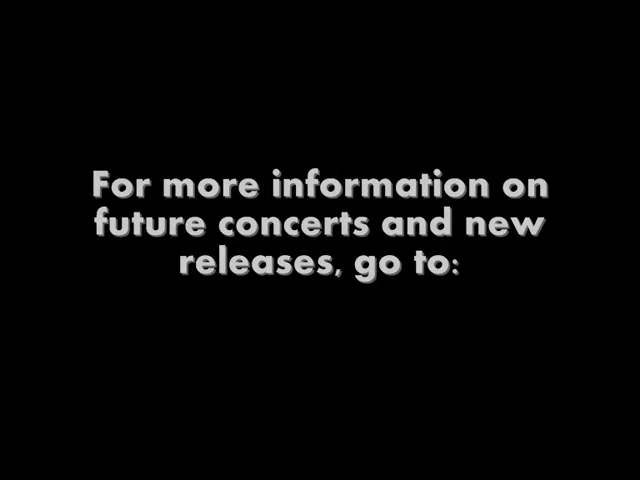 For more information on
future concerts and new
releases, go to: